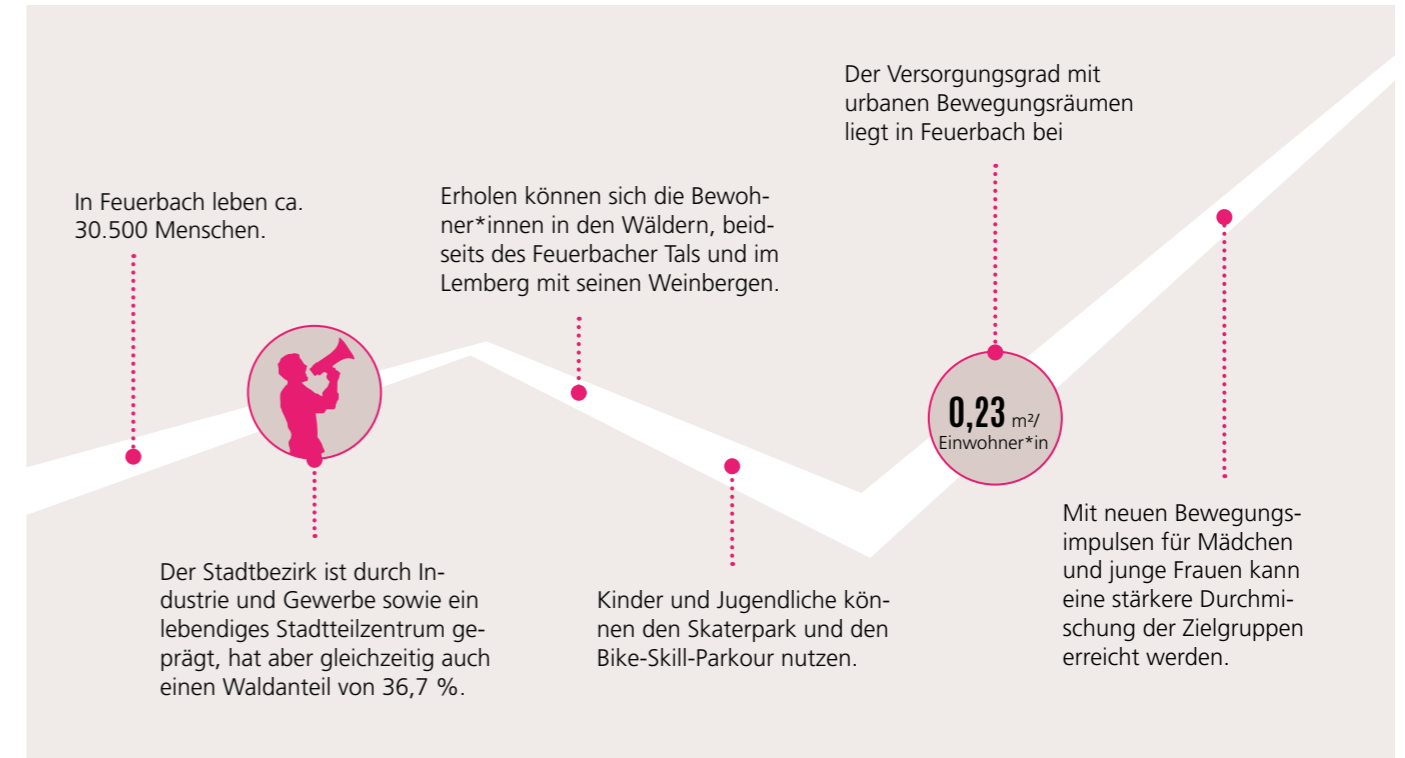 In Feuerbach leben ca.
30.500 Menschen.
Der Stadtbezirk ist durch In-
dustrie und Gewerbe sowie ein
lebendiges Stadtteilzentrum ge-
prägt, hat aber gleichzeitig auch
einen Waldanteil von 36,7 %.
Erholen können sich die Bewoh-
ner*innen in den Wäldern, beid-
seits des Feuerbacher Tals und im
Lemberg mit seinen Weinbergen.
Kinder und Jugendliche kön-
nen den Skaterpark und den
Bike-Skill-Parkour nutzen.
Der Versorgungsgrad mit
urbanen Bewegungsräumen
liegt in Feuerbach bei
0,23 m²/
Einwohner*in
Mit neuen Bewegungs-
impulsen für Mädchen
und junge Frauen kann
eine stärkere Durchmi-
schung der Zielgruppen
erreicht werden.